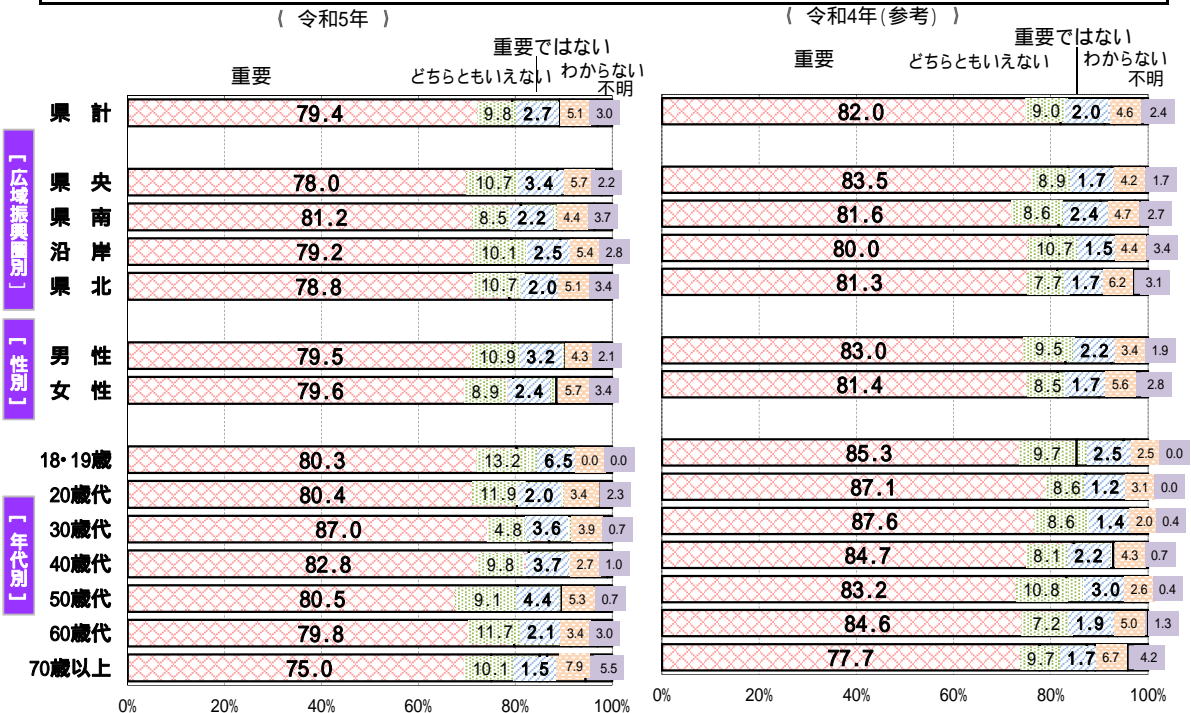 ( 令和5年 )
( 令和4年(参考) )
重要
どちらともいえない
重要ではない
わからない
不明
重要
どちらともいえない
重要ではない
わからない
不明
[広域振興圏別]
[性別]
[年代別]
県 計 79.4 9.8 2.7 5.1 3.0 82.0 9.0 2.0 4.6 2.4
県 央 78.0 10.7 3.4 5.7 2.2 83.5 8.9 1.7 4.2 1.7
県 南 81.2 8.5 2.2 4.4 3.7 81.6 8.6 2.4 4.7 2.7
沿 岸 79.2 10.1 2.5 5.4 2.8 80.0 10.7 1.5 4.4 3.4
県 北 78.8 10.7 2.0 5.1 3.4 81.3 7.7 1.7 6.2 3.1
男 性 79.5 10.9 3.2 4.3 2.1 83.0 9.5 2.2 3.4 1.9
女 性 79.6 8.9 2.4 5.7 3.4 81.4 8.5 1.7 5.6 2.8
18・19歳 80.3 13.2 6.5 0.0 0.0 85.3 9.7 2.5 2.5 0.0
20歳代 80.4 11.9 2.0 3.4 2.3 87.1 8.6 1.2 3.1 0.0
30歳代 87.0 4.8 3.6 3.9 0.7 87.6 8.6 1.4 2.0 0.4
40歳代 82.8 9.8 3.7 2.7 1.0 84.7 8.1 2.2 4.3 0.7
50歳代 80.5 9.1 4.4 5.3 0.7 83.2 10.8 3.0 2.6 0.4
60歳代 79.8 11.7 2.1 3.4 3.0 84.6 7.2 1.9 5.0 1.3
70歳以上 75.0 10.1 1.5 7.9 5.5 77.7 9.7 1.7 6.7 4.2
0% 20% 40% 60% 80% 100% 0% 20% 40% 60% 80% 100%